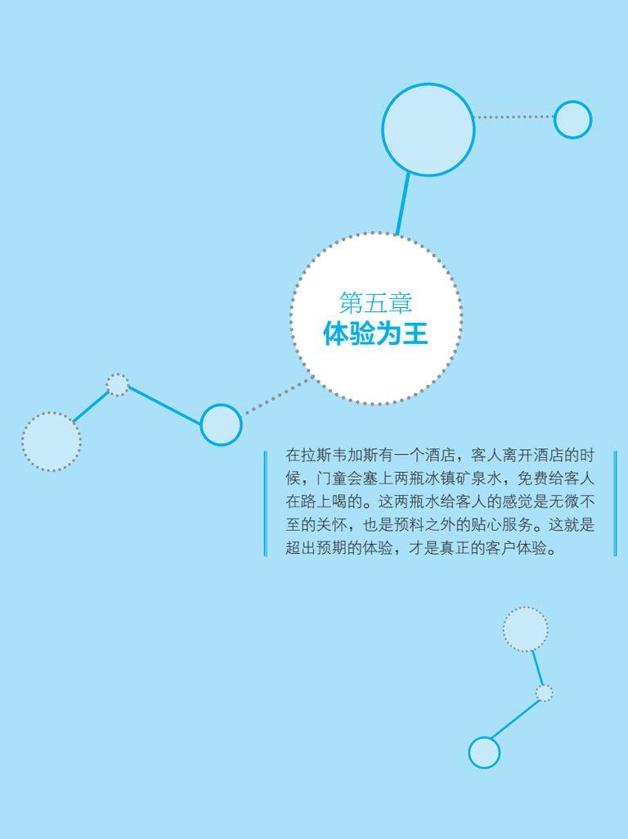 第五章
体验为王
在拉斯韦加斯有一个酒店，客人离开酒店的时
候，门童会塞上两瓶冰镇矿泉水，免费给客人
在路上喝的。这两瓶水给客人的感觉是无微不
至的关怀，也是预料之外的贴心服务。这就是
超出预期的体验，才是真正的客户体验。